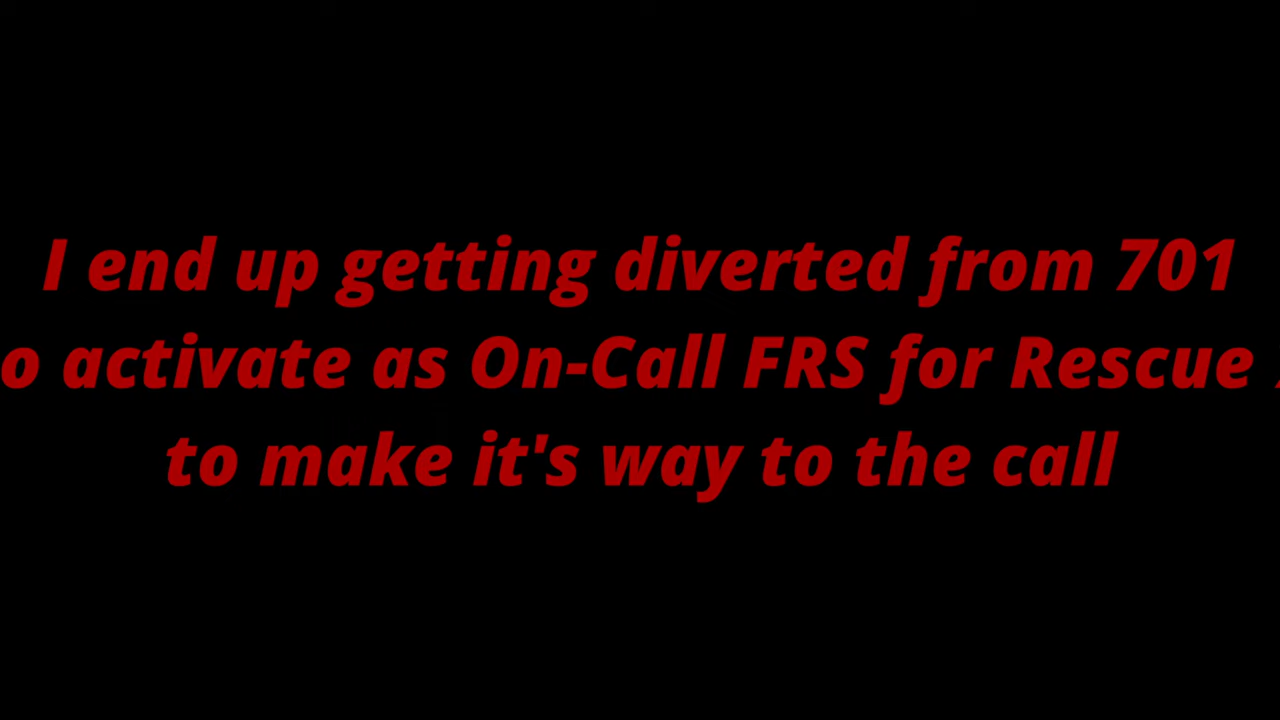 I end up getting diverted from 701
o activate as On-Call FRS for Rescue
to make it's way to the call